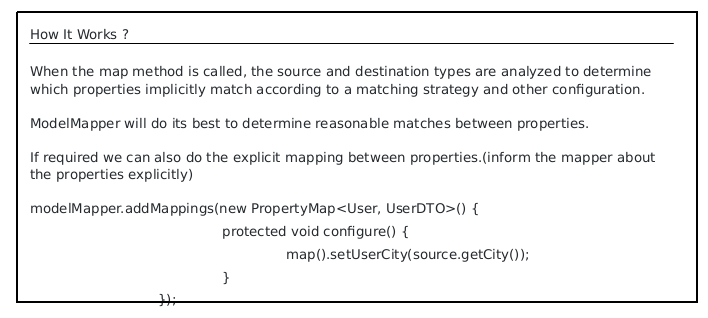 How It Works ?
When the map method is called, the source and destination types are analyzed to determine
which properties implicitly match according to a matching strategy and other configuration.
ModelMapper will do its best to determine reasonable matches between properties.
If required we can also do the explicit mapping between properties.(inform the mapper about
the properties explicitly)
modelMapper.addMappings(new PropertyMap<User, UserDTO>() {
protected void configure() {
map().setUserCity(source.getCity());
}
});